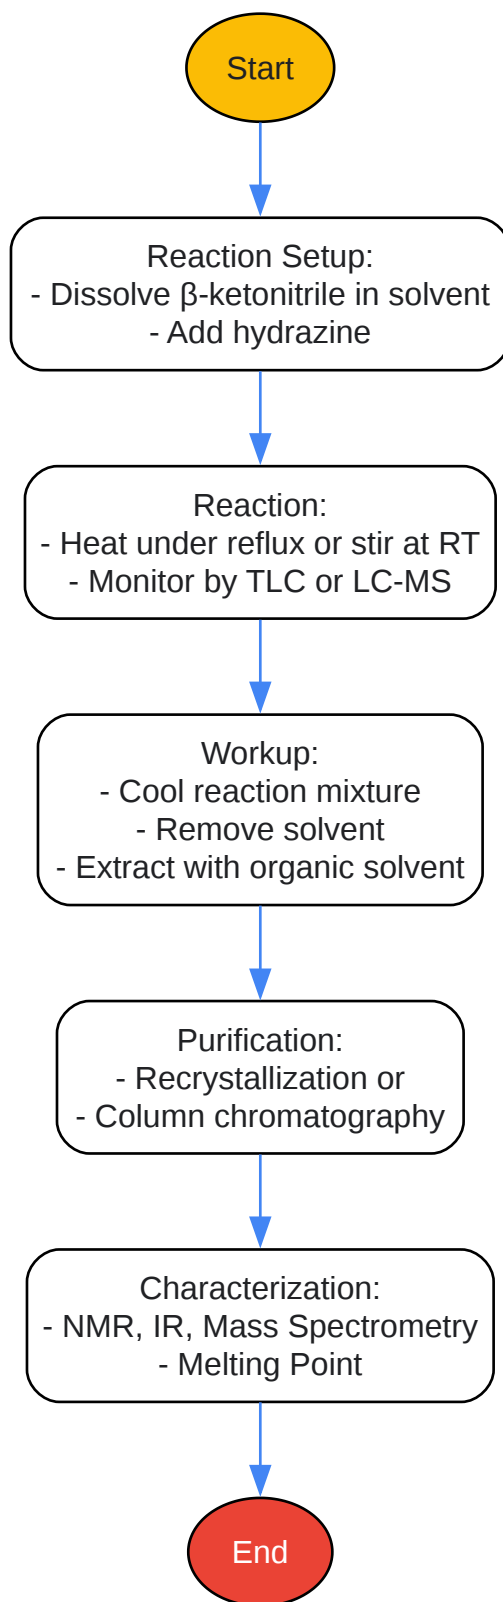 Start
Reaction Setup:
- Dissolve β-ketonitrile in solvent
- Add hydrazine
Reaction:
- Heat under reflux or stir at RT
- Monitor by TLC or LC-MS
Workup:
- Cool reaction mixture
- Remove solvent
- Extract with organic solvent
Purification:
- Recrystallization or
- Column chromatography
Characterization:
- NMR, IR, Mass Spectrometry
- Melting Point
End